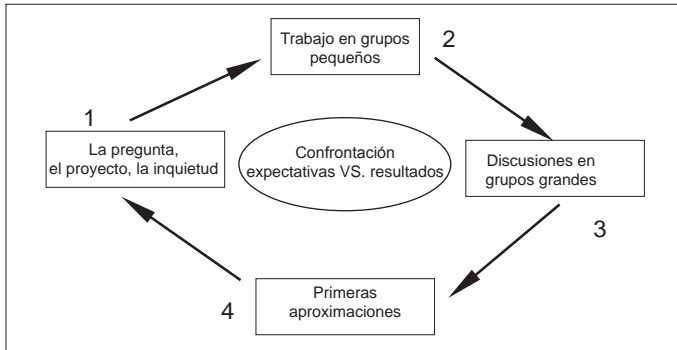 1
La pregunta,
el proyecto, la inquietud
2
Trabajo en grupos
pequeños
Confrontación
expectativas VS. resultados
Discusiones en
grupos grandes
3
Primeras
aproximaciones
4